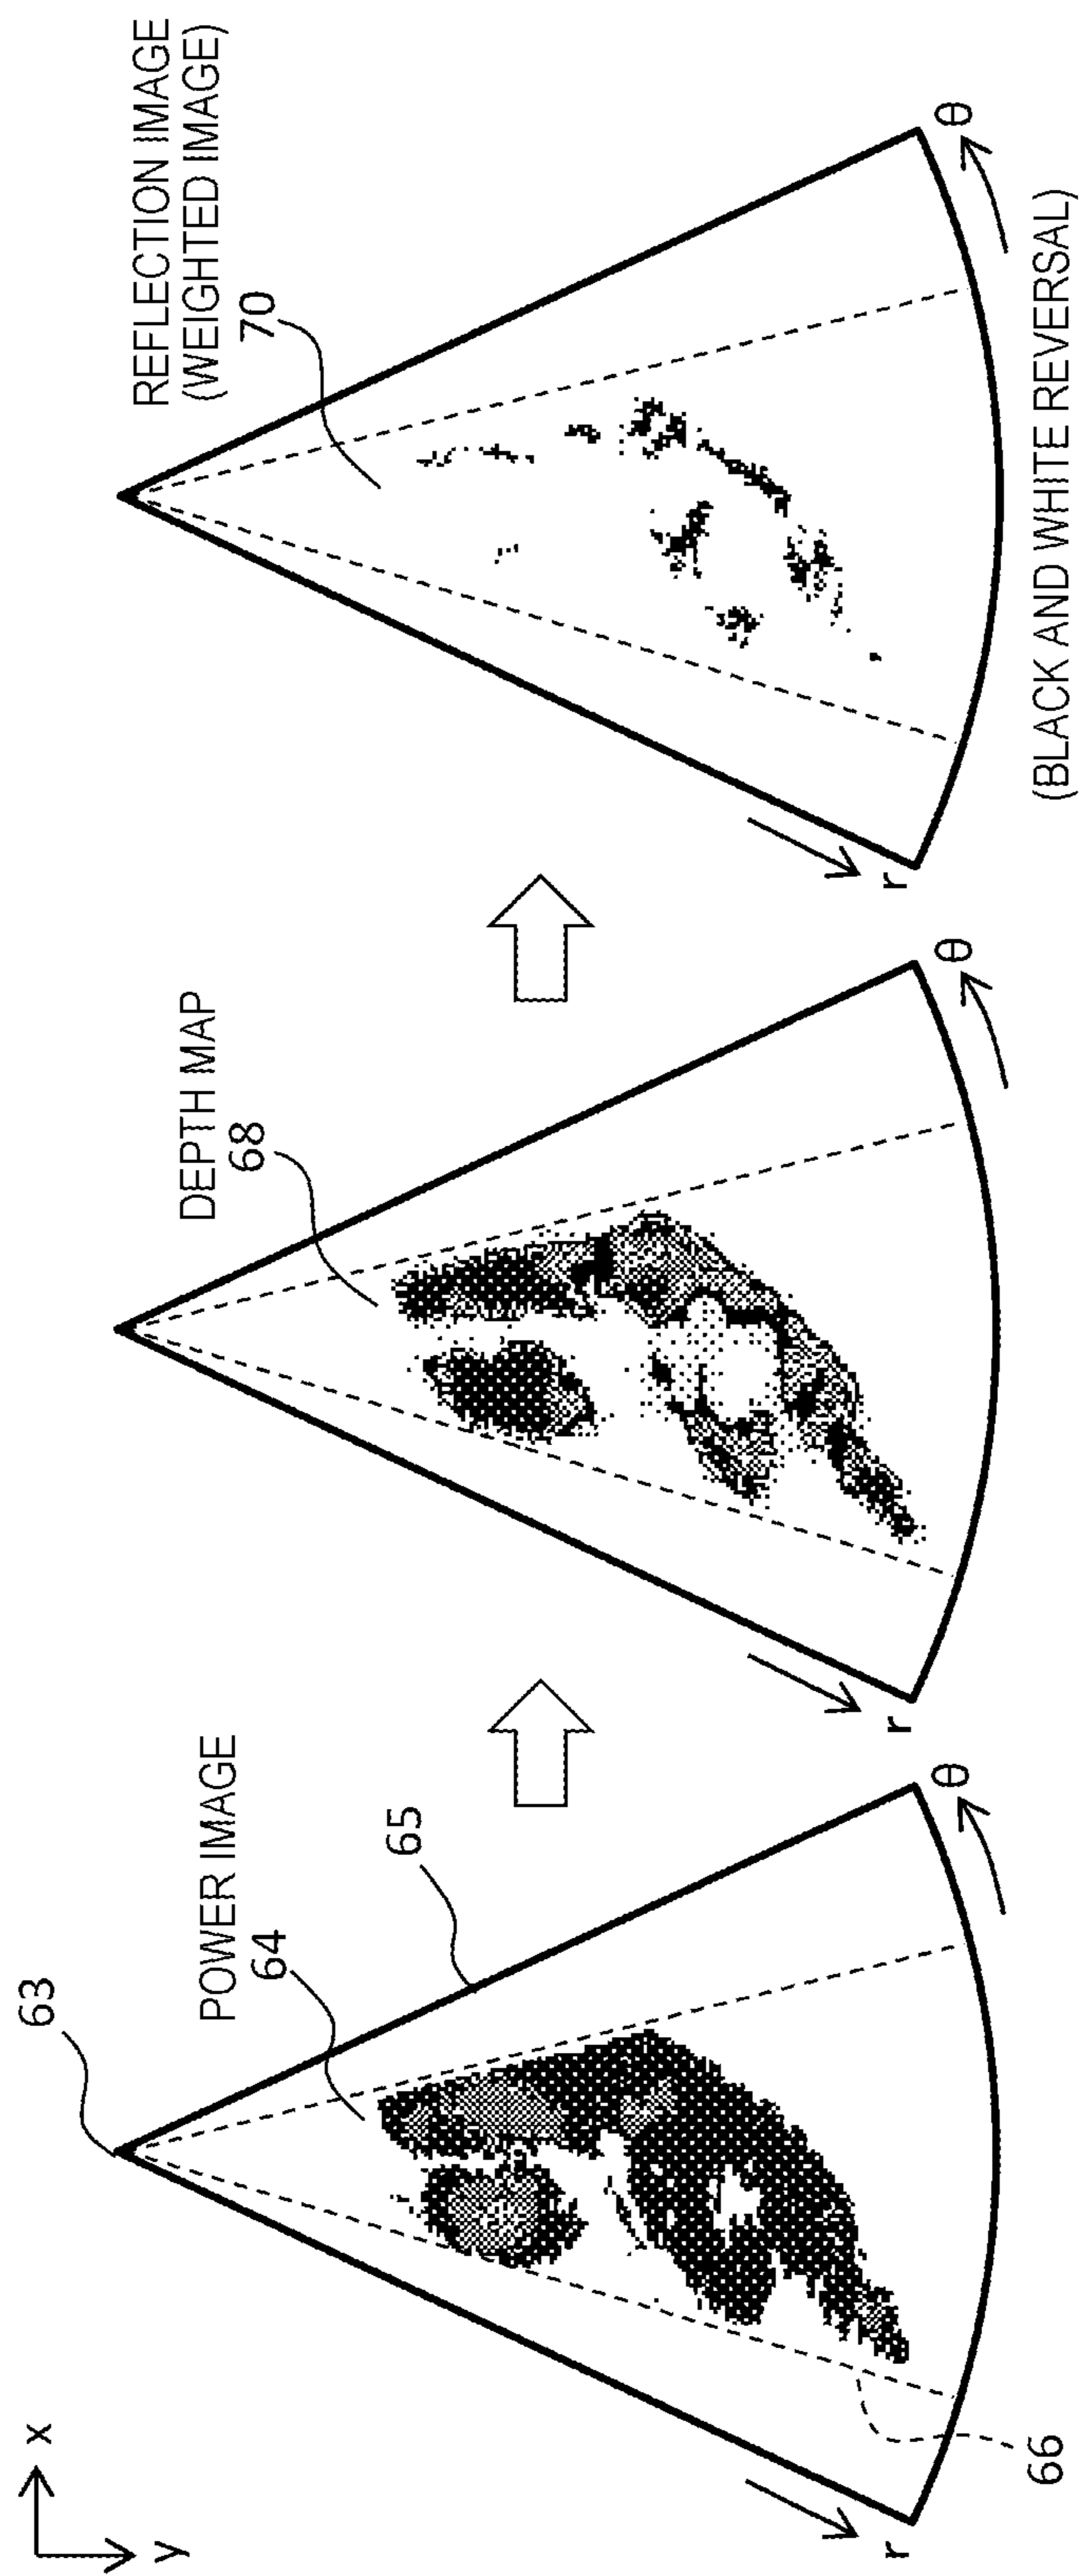 x
y
63
POWER IMAGE
64
65
66
r
θ
DEPTH MAP
68
r
θ
REFLECTION IMAGE
(WEIGHTED IMAGE)
70
r
θ
(BLACK AND WHITE REVERSAL)